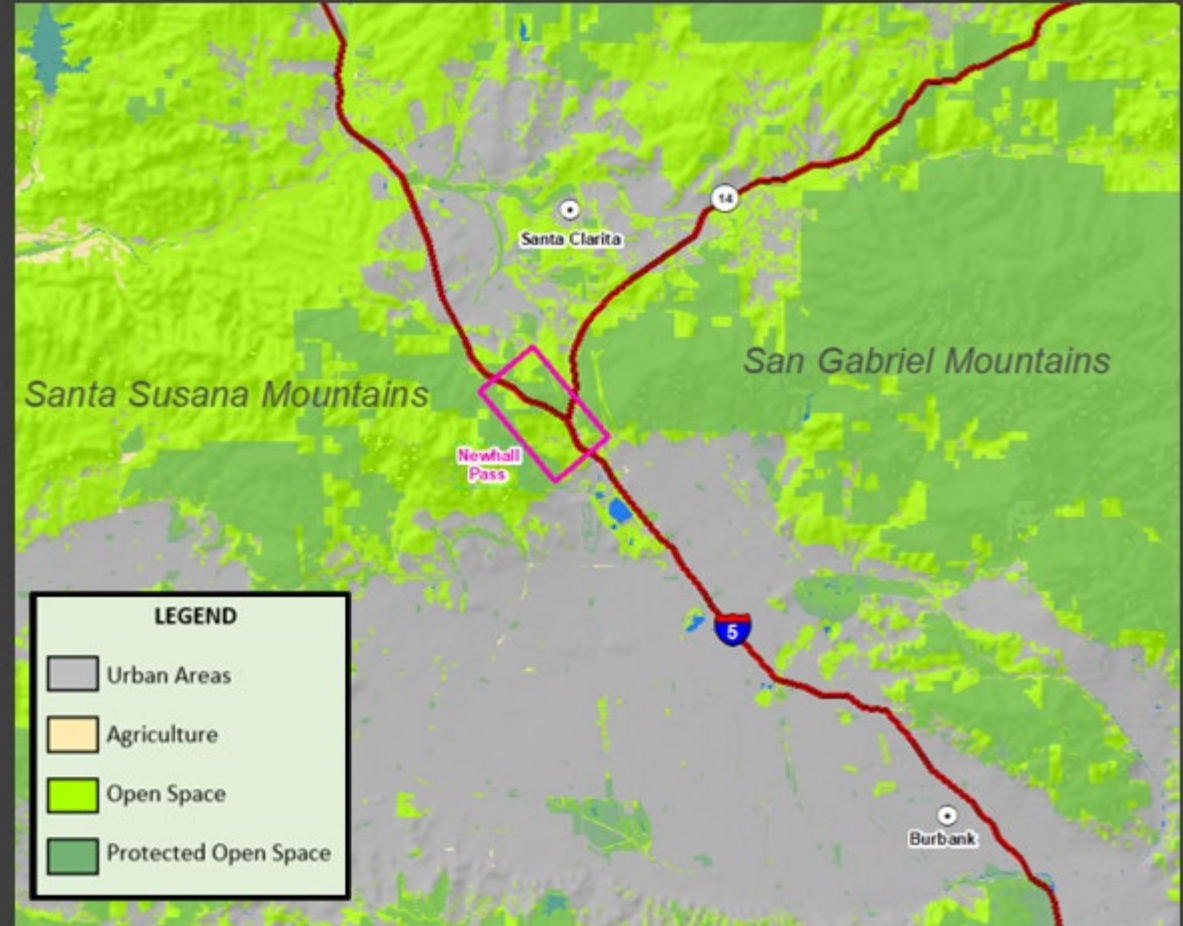 14
Santa Clarita
San Gabriel Mountains
Santa Susana Mountains
Newhall
Pass
LEGEND
Urban Areas
Agriculture
Open Space
Protected Open Space
5
Burbank